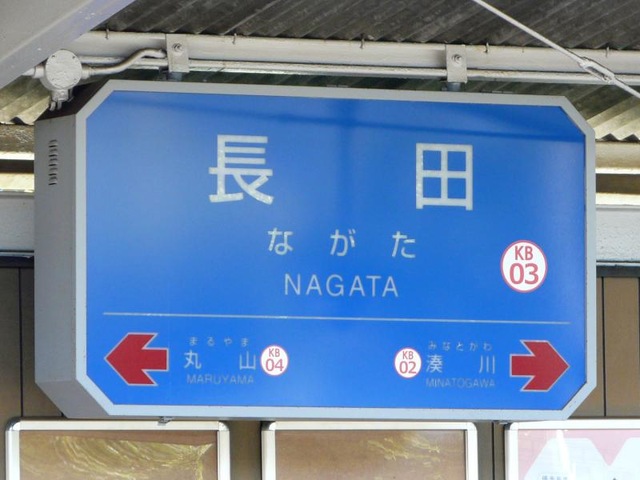 長田
ながた
NAGATA
KB
03
まるやま
丸山
MARUYAMA
KB
04
KB
02
みなとがわ
湊川
MINATOGAWA